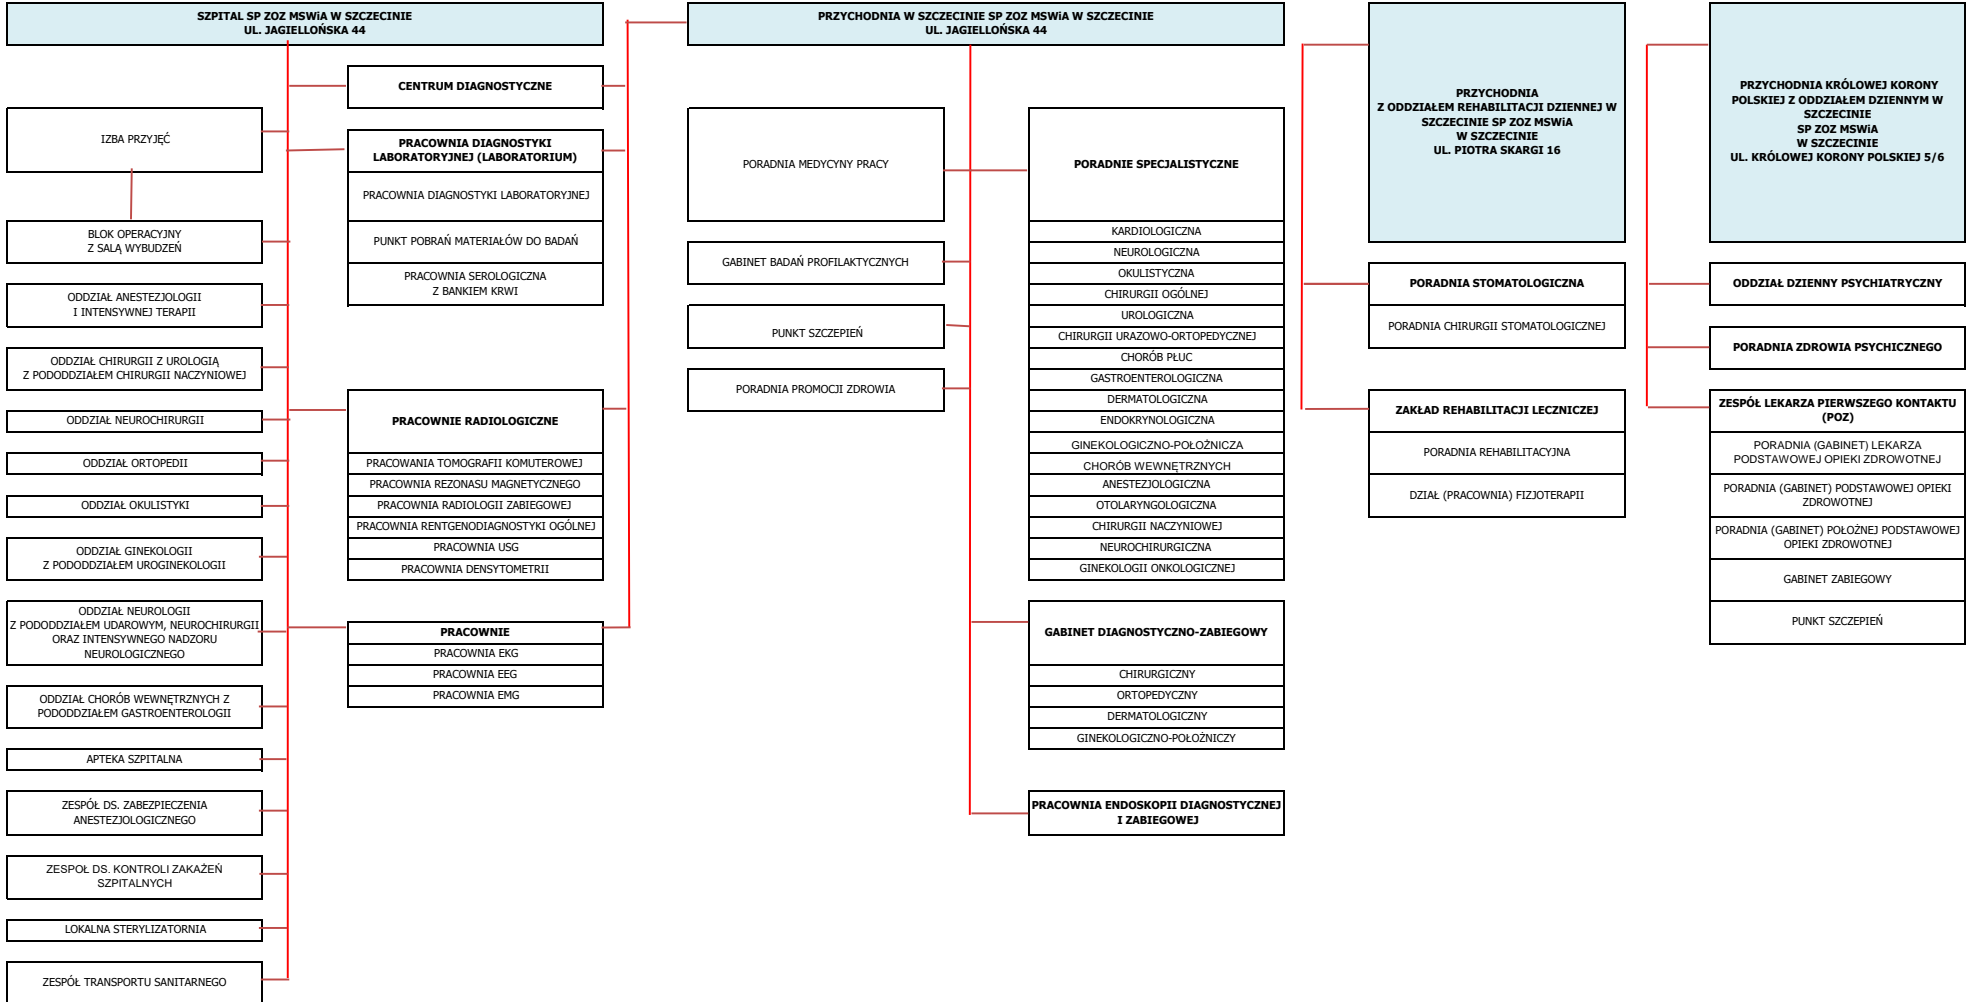 SZPITAL SP ZOZ MSWiA W SZCZECINIE
UL. JAGIELLOŃSKA 44
IZBA PRZYJĘĆ
BLOK OPERACYJNY
Z SALĄ WYBUDZEŃ
ODDZIAŁ ANESTEZJOLOGII
I INTENSYWNEJ TERAPII
ODDZIAŁ CHIRURGII Z UROLOGIĄ
Z PODODDZIAŁEM CHIRURGII NACZYNIOWEJ
ODDZIAŁ NEUROCHIRURGII
ODDZIAŁ ORTOPEDII
ODDZIAŁ OKULISTYKI
ODDZIAŁ GINEKOLOGII
Z PODODDZIAŁEM UROGINEKOLOGII
ODDZIAŁ NEUROLOGII
Z PODODDZIAŁEM UDAROWYM, NEUROCHIRURGII
ORAZ INTENSYWNEGO NADZORU
NEUROLOGICZNEGO
ODDZIAŁ CHORÓB WEWNĘTRZNYCH Z
PODODDZIAŁEM GASTROENTEROLOGII
APTEKA SZPITALNA
ZESPÓŁ DS. ZABEZPIECZENIA
ANESTEZJOLOGICZNEGO
ZESPOŁ DS. KONTROLI ZAKAŻEŃ
SZPITALNYCH
LOKALNA STERYLIZATORNIA
ZESPÓŁ TRANSPORTU SANITARNEGO
CENTRUM DIAGNOSTYCZNE
PRACOWNIA DIAGNOSTYKI
LABORATORYJNEJ (LABORATORIUM)
PRACOWNIA DIAGNOSTYKI LABORATORYJNEJ
PUNKT POBRAŃ MATERIAŁÓW DO BADAŃ
PRACOWNIA SEROLOGICZNA
Z BANKIEM KRWI
PRACOWNIE RADIOLOGICZNE
PRACOWANIA TOMOGRAFII KOMUTEROWEJ
PRACOWNIA REZONASU MAGNETYCZNEGO
PRACOWNIA RADIOLOGII ZABIEGOWEJ
PRACOWNIA RENTGENODIAGNOSTYKI OGÓLNEJ
PRACOWNIA USG
PRACOWNIA DENSYTOMETRII
PRACOWNIE
PRACOWNIA EKG
PRACOWNIA EEG
PRACOWNIA EMG
PRZYCHODNIA W SZCZECINIE SP ZOZ MSWiA W SZCZECINIE
UL. JAGIELLOŃSKA 44
PORADNIA MEDYCYNY PRACY
GABINET BADAŃ PROFILAKTYCZNYCH
PUNKT SZCZEPIEŃ
PORADNIA PROMOCJI ZDROWIA
PORADNIE SPECJALISTYCZNE
KARDIOLOGICZNA
NEUROLOGICZNA
OKULISTYCZNA
CHIRURGII OGÓLNEJ
UROLOGICZNA
CHIRURGII URAZOWO-ORTOPEDYCZNEJ
CHORÓB PŁUC
GASTROENTEROLOGICZNA
DERMATOLOGICZNA
ENDOKRYNOLOGICZNA
GINEKOLOGICZNO-POŁOŻNICZA
CHORÓB WEWNĘTRZNYCH
ANESTEZJOLOGICZNA
OTOLARYNGOLOGICZNA
CHIRURGII NACZYNIOWEJ
NEUROCHIRURGICZNA
GINEKOLOGII ONKOLOGICZNEJ
GABINET DIAGNOSTYCZNO-ZABIEGOWY
CHIRURGICZNY
ORTOPEDYCZNY
DERMATOLOGICZNY
GINEKOLOGICZNO-POŁOŻNICZY
PRACOWNIA ENDOSKOPII DIAGNOSTYCZNEJ
I ZABIEGOWEJ
PRZYCHODNIA
Z ODDZIAŁEM REHABILITACJI DZIENNEJ W
SZCZECINIE SP ZOZ MSWiA
W SZCZECINIE
UL. PIOTRA SKARGI 16
PORADNIA STOMATOLOGICZNA
PORADNIA CHIRURGII STOMATOLOGICZNEJ
ZAKŁAD REHABILITACJI LECZNICZEJ
PORADNIA REHABILITACYJNA
DZIAŁ (PRACOWNIA) FIZJOTERAPII
PRZYCHODNIA KRÓLOWEJ KORONY
POLSKIEJ Z ODDZIAŁEM DZIENNYM W
SZCZECINIE
SP ZOZ MSWiA
W SZCZECINIE
UL. KRÓLOWEJ KORONY POLSKIEJ 5/6
ODDZIAŁ DZIENNY PSYCHIATRYCZNY
PORADNIA ZDROWIA PSYCHICZNEGO
ZESPÓŁ LEKARZA PIERWSZEGO KONTAKTU
(POZ)
PORADNIA (GABINET) LEKARZA
PODSTAWOWEJ OPIEKI ZDROWOTNEJ
PORADNIA (GABINET) PODSTAWOWEJ OPIEKI
ZDROWOTNEJ
PORADNIA (GABINET) POŁOŻNEJ PODSTAWOWEJ
OPIEKI ZDROWOTNEJ
GABINET ZABIEGOWY
PUNKT SZCZEPIEŃ